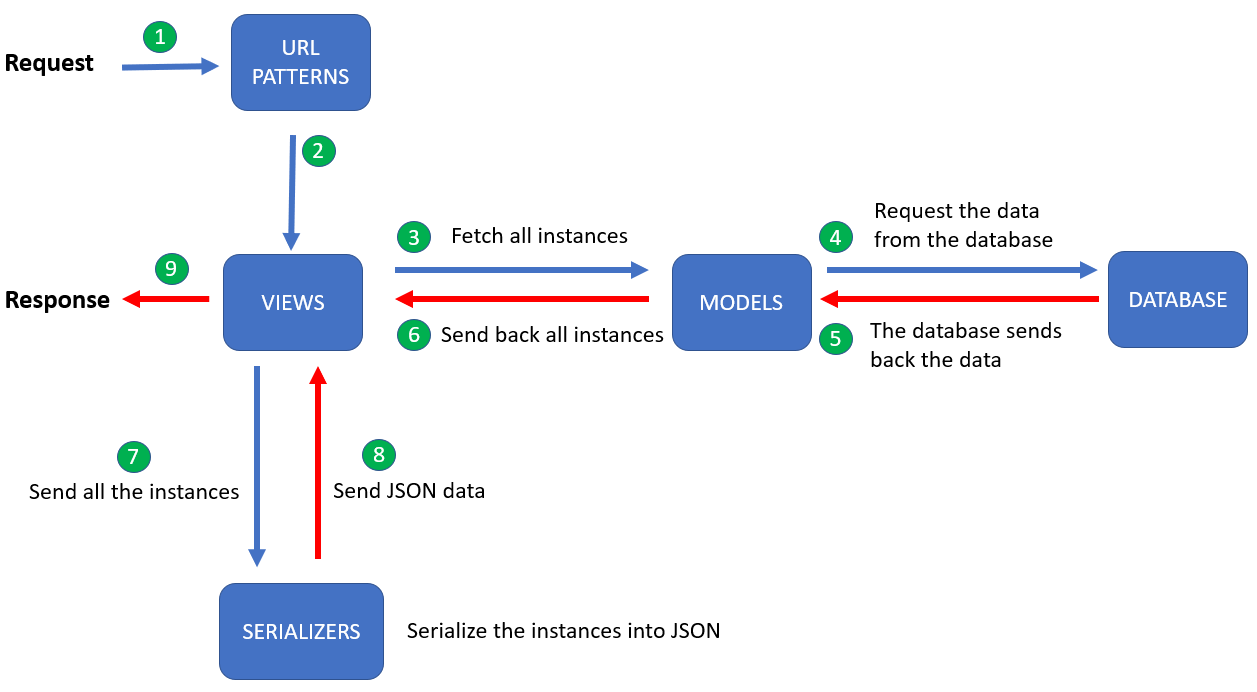 1
URL
PATTERNS
Request
2
Request the data
from the database
3
Fetch all instances
4
9
Response
VIEWS
MODELS
DATABASE
6
Send back all instances
5
The database sends
back the data
7
8
Send all the instances
Send JSON data
SERIALIZERS
Serialize the instances into JSON